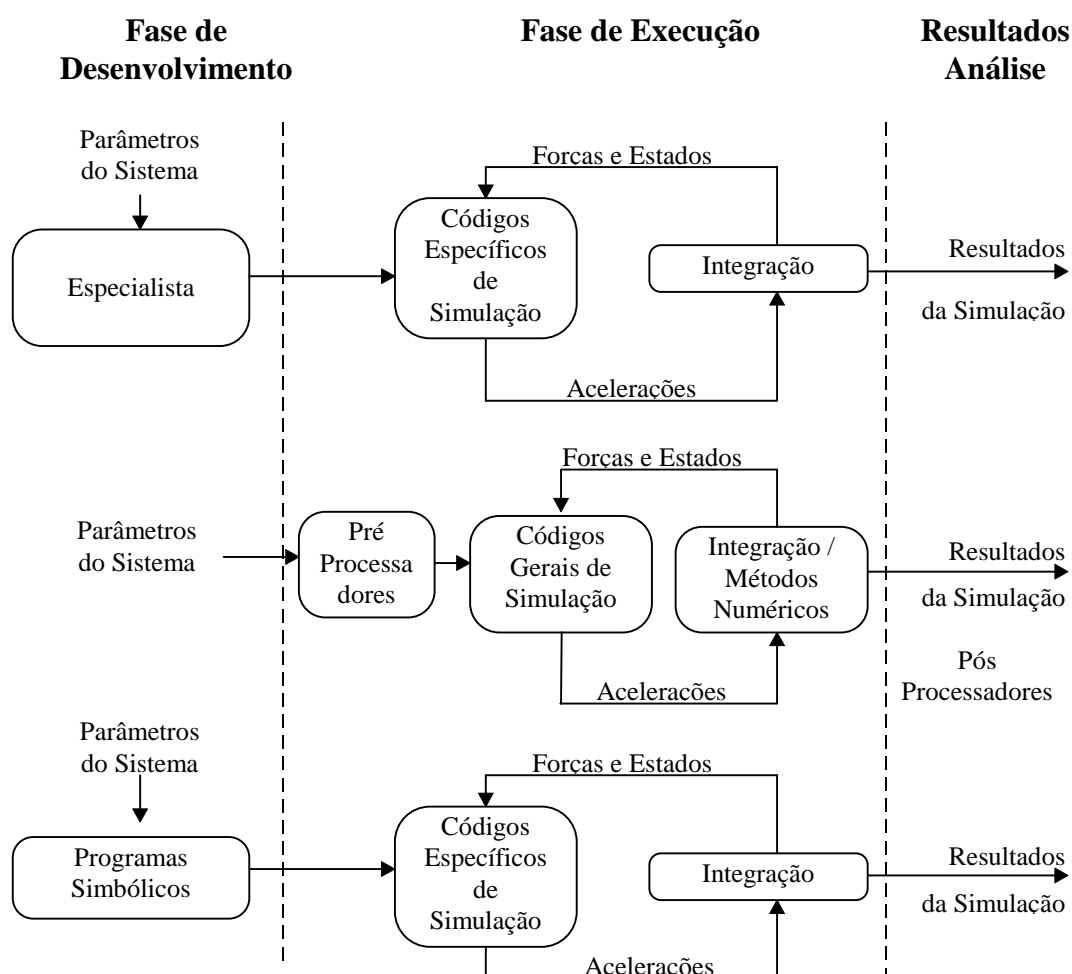 Fase de
Desenvolvimento
Fase de Execução
Resultados
Análise
Parâmetros
do Sistema
Especialista
Forças e Estados
Códigos
Específicos
de
Simulação
Integração
Acelerações
Resultados
da Simulação
Parâmetros
do Sistema
Pré
Processa
dores
Forças e Estados
Códigos
Gerais de
Simulação
Integração /
Métodos
Numéricos
Acelerações
Resultados
da Simulação
Pós
Processadores
Parâmetros
do Sistema
Programas
Simbólicos
Forças e Estados
Códigos
Específicos
de
Simulação
Integração
Acelerações
Resultados
da Simulação